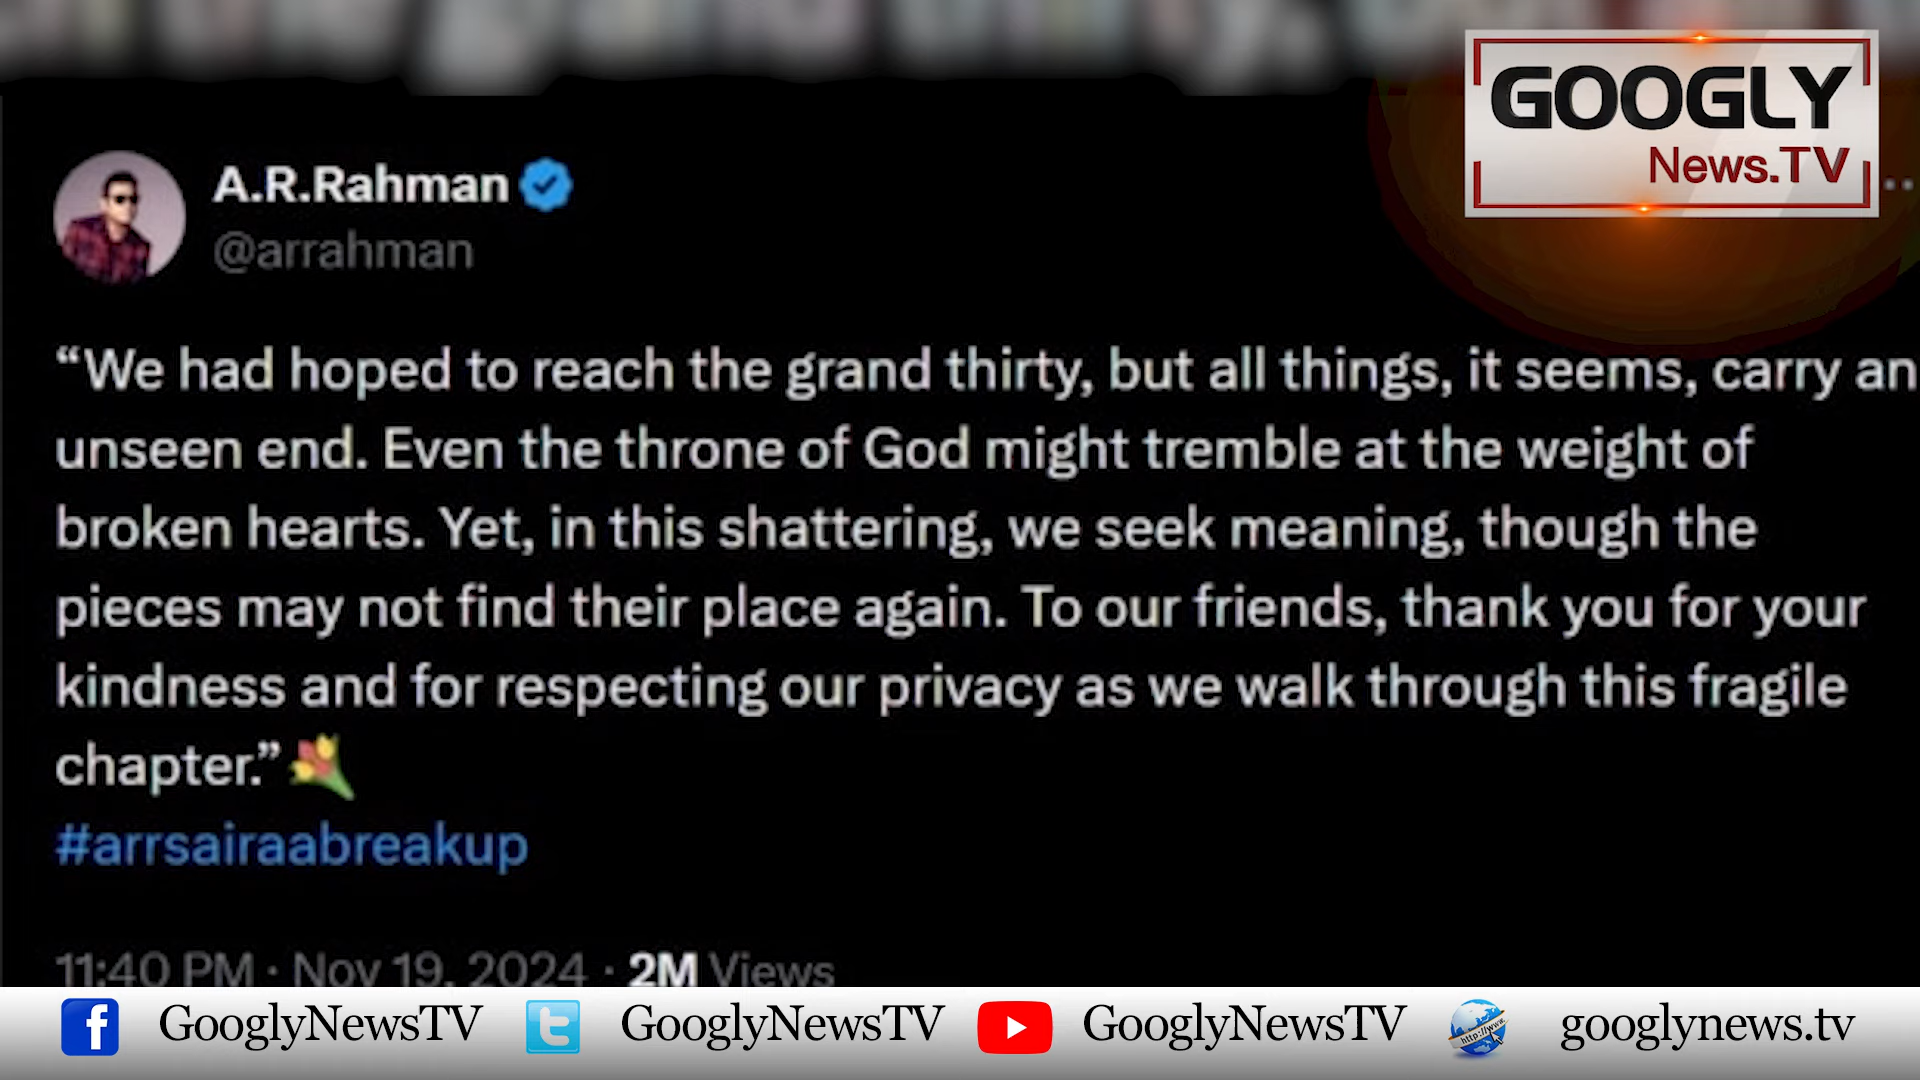 GOOGLY
News.TV
A.R.Rahman
@arrahman
“We had hoped to reach the grand thirty, but all things, it seems, carry an
unseen end. Even the throne of God might tremble at the weight of
broken hearts. Yet, in this shattering, we seek meaning, though the
pieces may not find their place again. To our friends, thank you for your
kindness and for respecting our privacy as we walk through this fragile
chapter.”💐
#arrsairaabreakup
11:40 PM · Nov 19, 2024 · 2M Views
GooglyNewsTV GooglyNewsTV GooglyNewsTV googlynews.tv